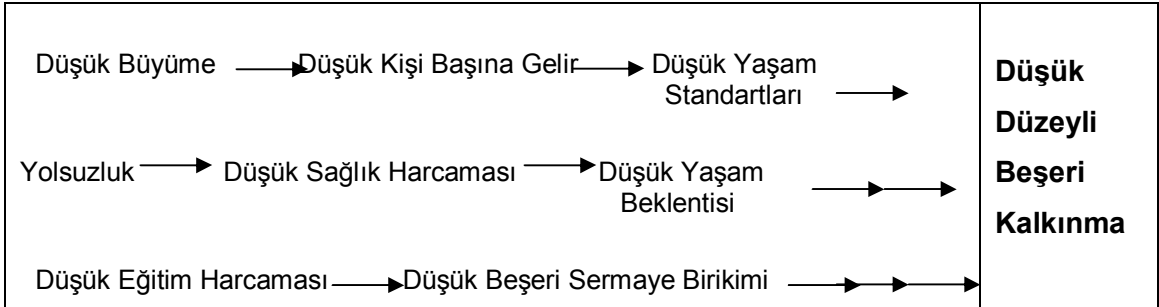 Düşük Büyüme Düşük Kişi Başına Gelir Düşük Yaşam
Standartları
Yolsuzluk Düşük Sağlık Harcaması Düşük Yaşam
Beklentisi
Düşük Eğitim Harcaması Düşük Beşeri Sermaye Birikimi
Düşük
Düzeyli
Beşeri
Kalkınma